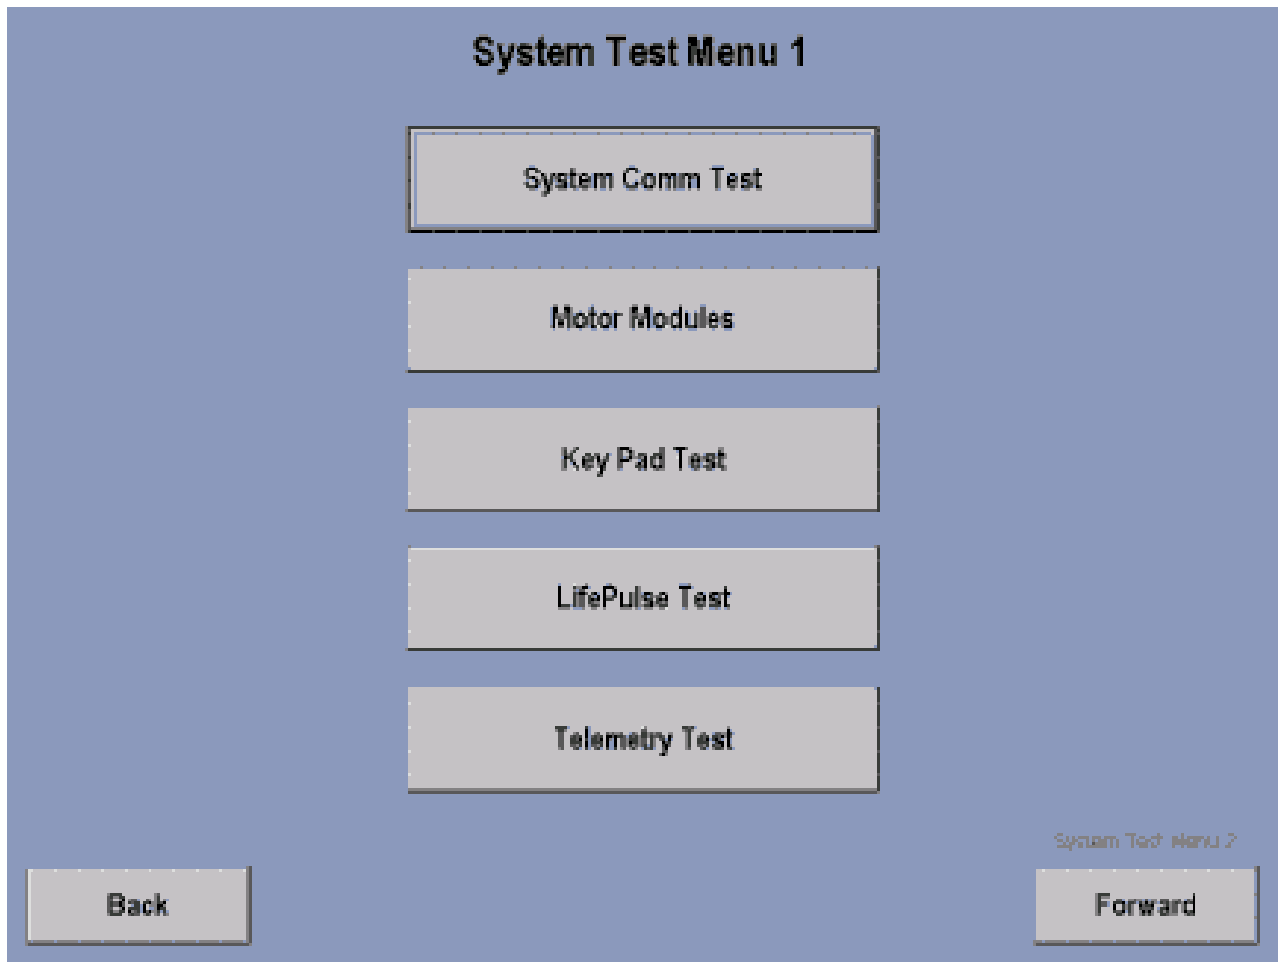 System Test Menu 1
System Comm Test
Motor Modules
Key Pad Test
LifePulse Test
Telemetry Test
System Test Menu 2
Back
Forward